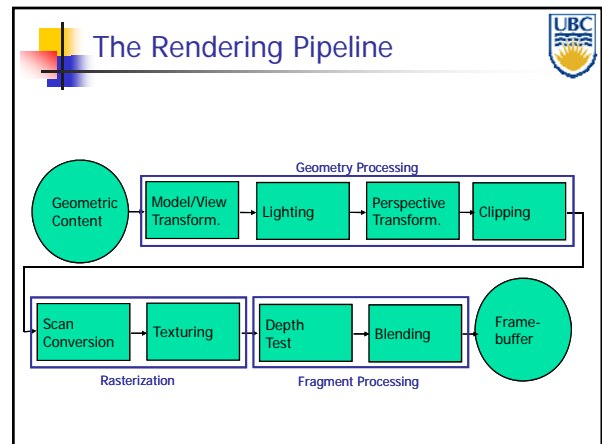 The Rendering Pipeline
UBC
Geometry Processing
Geometric
Content
Model/View
Transform.
Lighting
Perspective
Transform.
Clipping
Scan
Conversion
Texturing
Depth
Test
Blending
Frame-
buffer
Rasterization
Fragment Processing